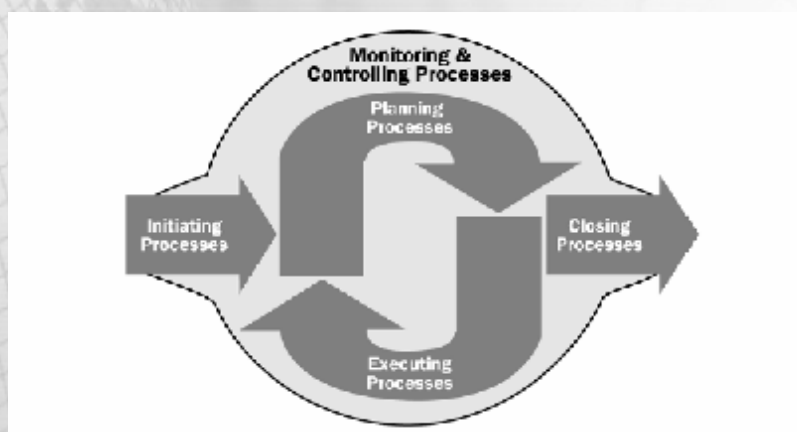 Monitoring &
Controlling Processes
Planning
Processes
Initiating
Processes
Closing
Processes
Executing
Processes